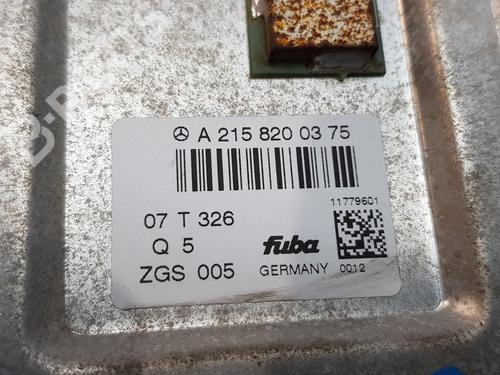 A 215 820 03 75
11779601
07 T 326
Q 5
fuba
ZGS 005
GERMANY
0012